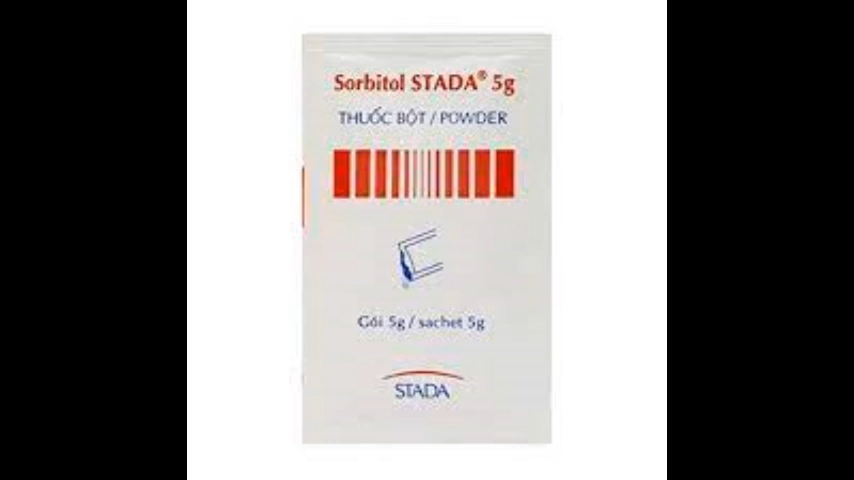 Sorbitol STADA® 5g
THUỐC BỘT / POWDER
Gói 5g / sachet 5g
STADA